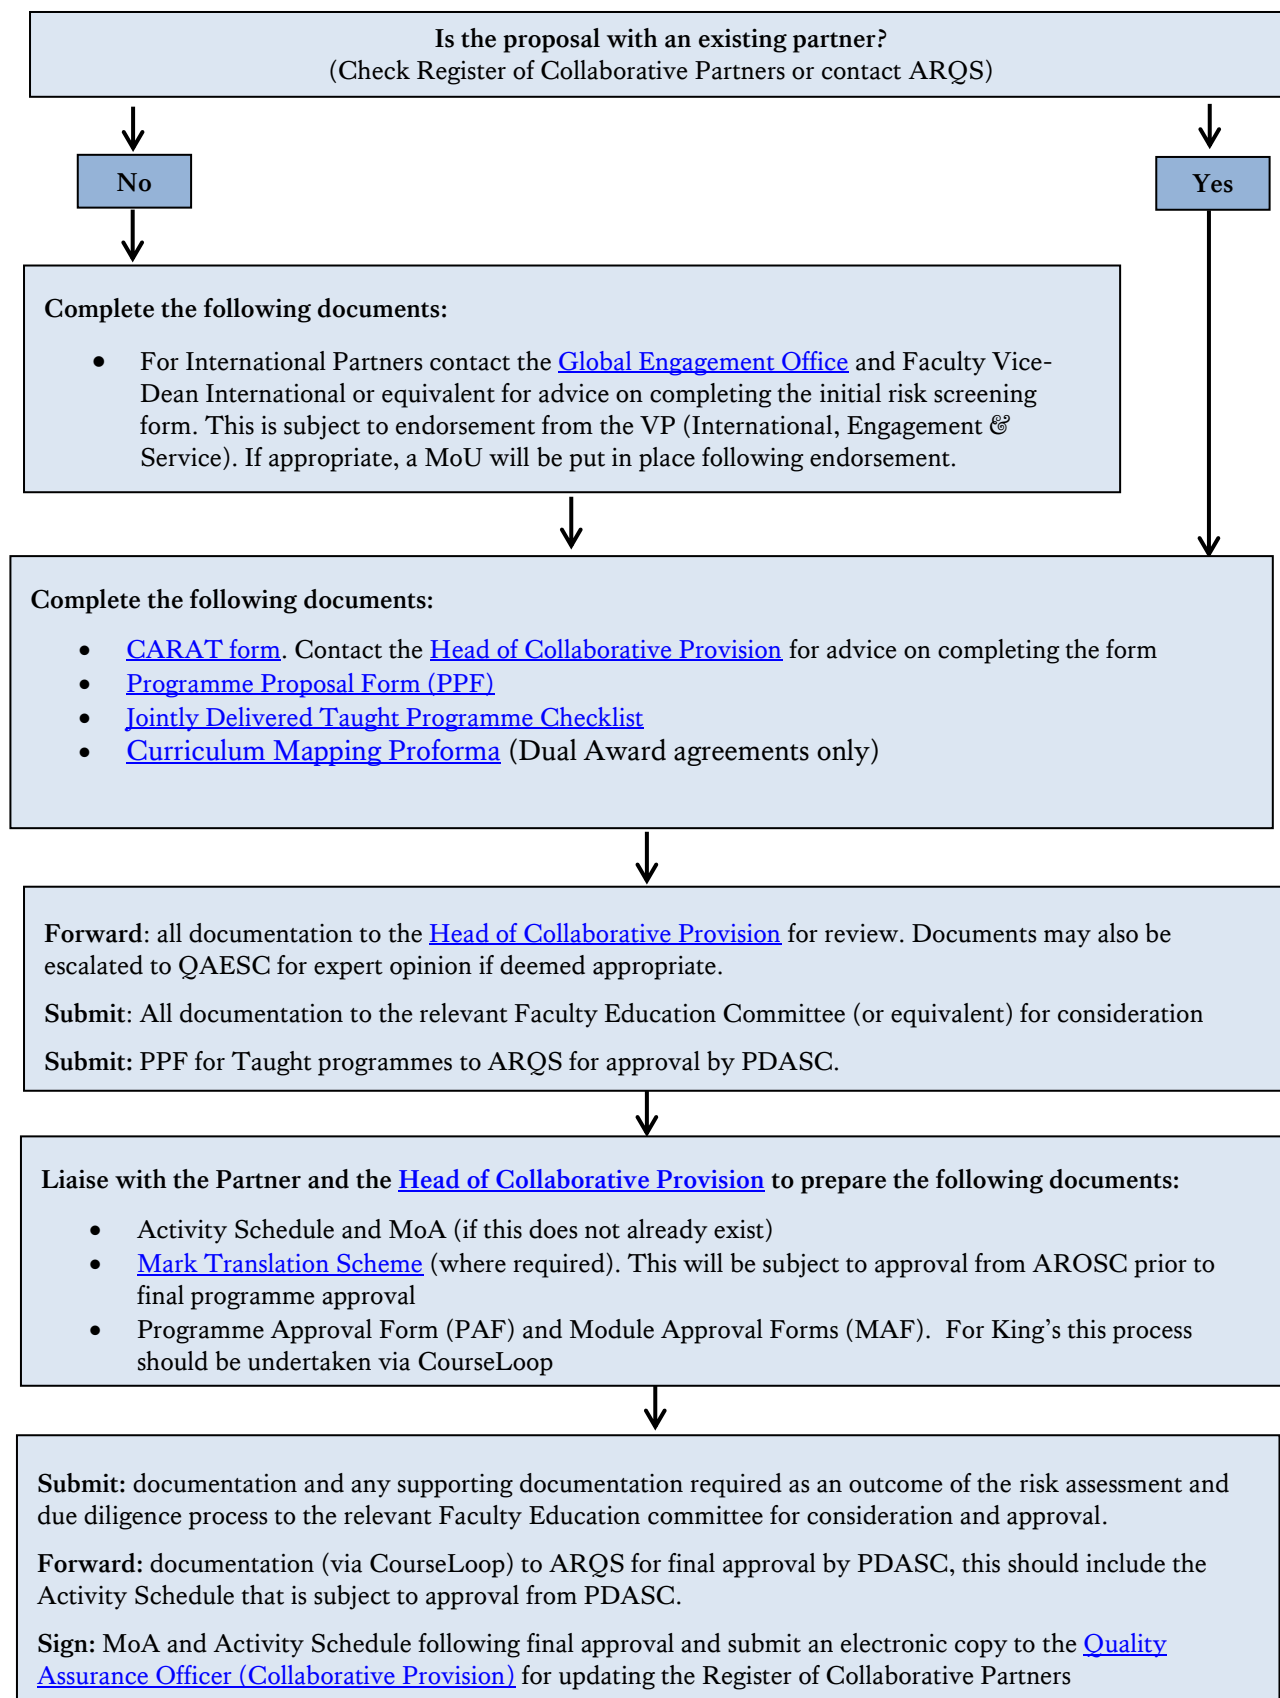 Is the proposal with an existing partner?
(Check Register of Collaborative Partners or contact ARQS)
No
Yes
Complete the following documents:
• For International Partners contact the Global Engagement Office and Faculty Vice-
Dean International or equivalent for advice on completing the initial risk screening
form. This is subject to endorsement from the VP (International, Engagement &
Service). If appropriate, a MoU will be put in place following endorsement.
Complete the following documents:
• CARAT form. Contact the Head of Collaborative Provision for advice on completing the form
• Programme Proposal Form (PPF)
• Jointly Delivered Taught Programme Checklist
• Curriculum Mapping Proforma (Dual Award agreements only)
Forward: all documentation to the Head of Collaborative Provision for review. Documents may also be
escalated to QAESC for expert opinion if deemed appropriate.
Submit: All documentation to the relevant Faculty Education Committee (or equivalent) for consideration
Submit: PPF for Taught programmes to ARQS for approval by PDASC.
Liaise with the Partner and the Head of Collaborative Provision to prepare the following documents:
• Activity Schedule and MoA (if this does not already exist)
• Mark Translation Scheme (where required). This will be subject to approval from AROSC prior to
final programme approval
• Programme Approval Form (PAF) and Module Approval Forms (MAF). For King's this process
should be undertaken via CourseLoop
Submit: documentation and any supporting documentation required as an outcome of the risk assessment and
due diligence process to the relevant Faculty Education committee for consideration and approval.
Forward: documentation (via CourseLoop) to ARQS for final approval by PDASC, this should include the
Activity Schedule that is subject to approval from PDASC.
Sign: MoA and Activity Schedule following final approval and submit an electronic copy to the Quality
Assurance Officer (Collaborative Provision) for updating the Register of Collaborative Partners